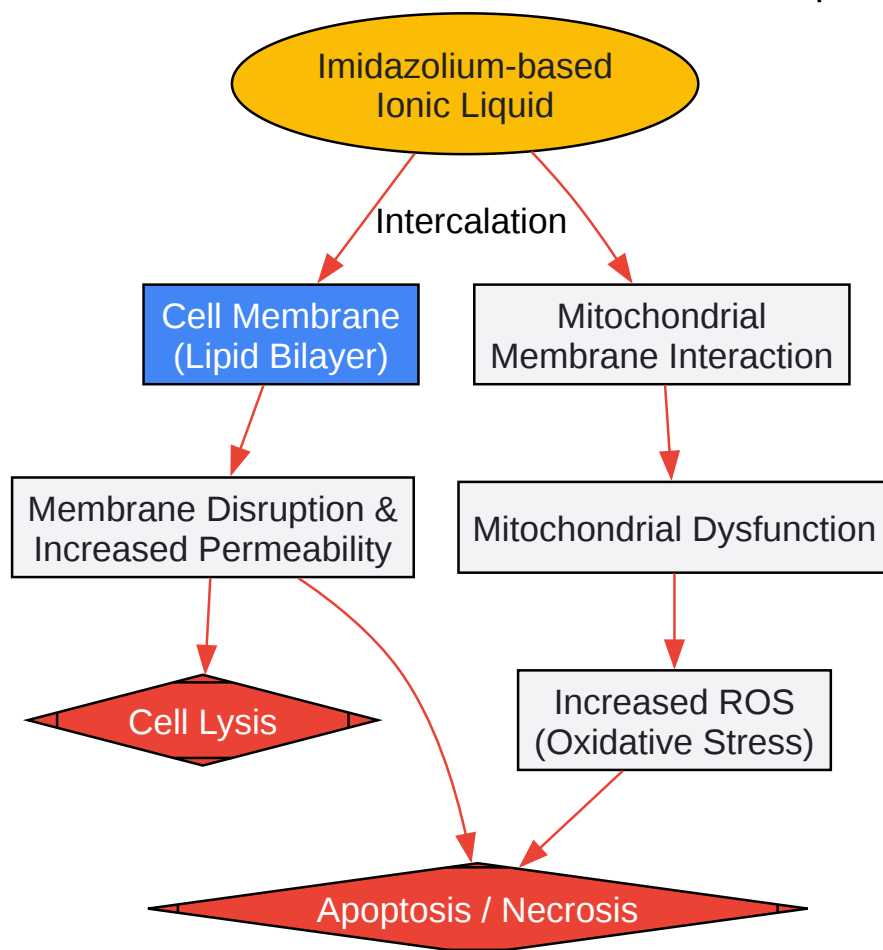 Imidazolium-based
Ionic Liquid
Intercalation
Cell Membrane
(Lipid Bilayer)
Mitochondrial
Membrane Interaction
Membrane Disruption &
Increased Permeability
Mitochondrial Dysfunction
Cell Lysis
Increased ROS
(Oxidative Stress)
Apoptosis / Necrosis